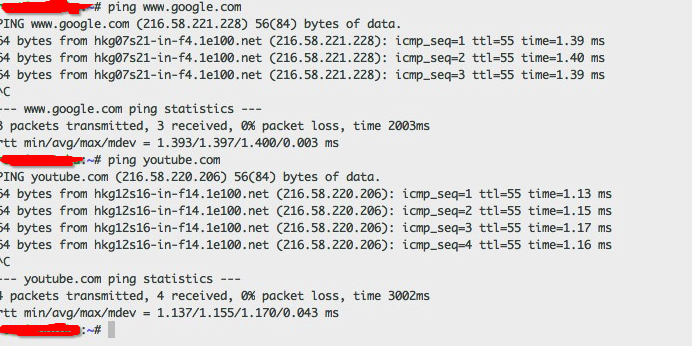 :~# ping www.google.com
PING www.google.com (216.58.221.228) 56(84) bytes of data.
64 bytes from hkg07s21-in-f4.1e100.net (216.58.221.228): icmp_seq=1 ttl=55 time=1.39 ms
64 bytes from hkg07s21-in-f4.1e100.net (216.58.221.228): icmp_seq=2 ttl=55 time=1.40 ms
64 bytes from hkg07s21-in-f4.1e100.net (216.58.221.228): icmp_seq=3 ttl=55 time=1.39 ms
^C
--- www.google.com ping statistics ---
3 packets transmitted, 3 received, 0% packet loss, time 2003ms
rtt min/avg/max/mdev = 1.393/1.397/1.400/0.003 ms
:~# ping youtube.com
PING youtube.com (216.58.220.206) 56(84) bytes of data.
64 bytes from hkg12s16-in-f14.1e100.net (216.58.220.206): icmp_seq=1 ttl=55 time=1.13 ms
64 bytes from hkg12s16-in-f14.1e100.net (216.58.220.206): icmp_seq=2 ttl=55 time=1.15 ms
64 bytes from hkg12s16-in-f14.1e100.net (216.58.220.206): icmp_seq=3 ttl=55 time=1.17 ms
64 bytes from hkg12s16-in-f14.1e100.net (216.58.220.206): icmp_seq=4 ttl=55 time=1.16 ms
^C
--- youtube.com ping statistics ---
4 packets transmitted, 4 received, 0% packet loss, time 3002ms
rtt min/avg/max/mdev = 1.137/1.155/1.170/0.043 ms
:~#